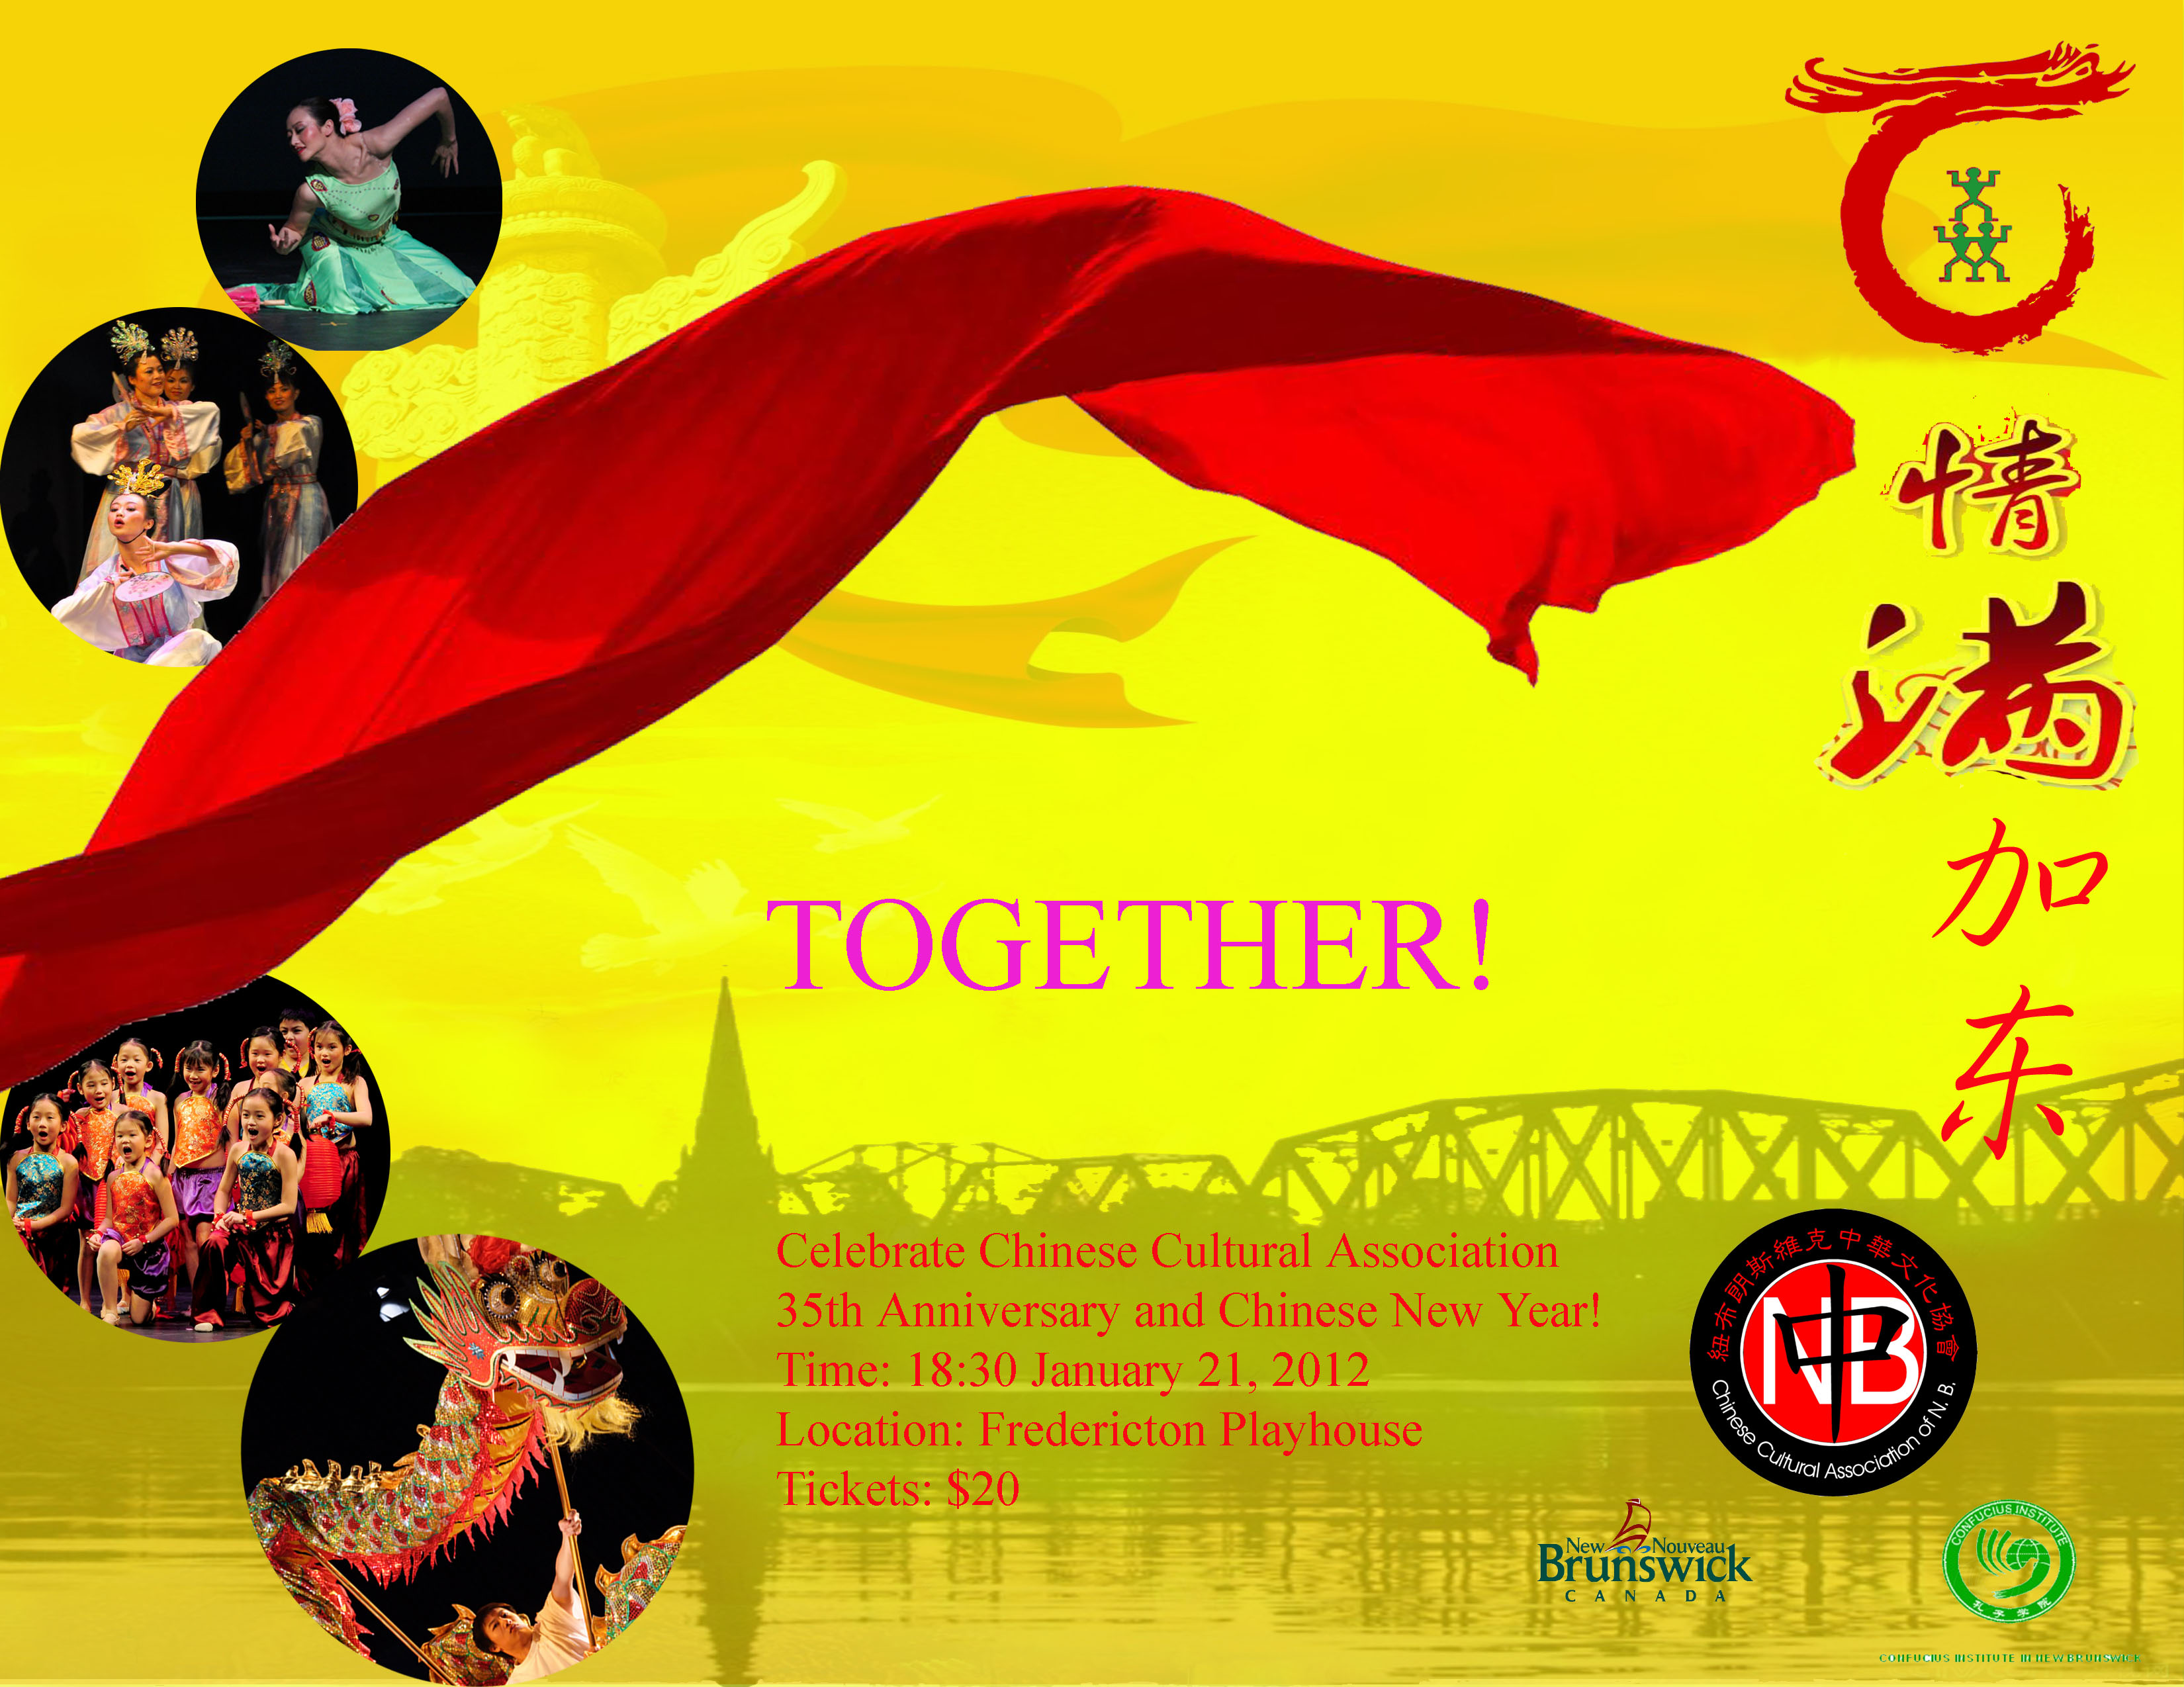 情
满
加
东
TOGETHER!
Celebrate Chinese Cultural Association
35th Anniversary and Chinese New Year!
Time: 18:30 January 21, 2012
Location: Fredericton Playhouse
Tickets: $20
紐布朗斯維克中華文化協會
NB
中
Chinese Cultural Association of N. B.
New Nouveau
Brunswick
CANADA
CONFUCIUS INSTITUTE
孔子学院
CONFUCIUS INSTITUTE IN NEW BRUNSWICK